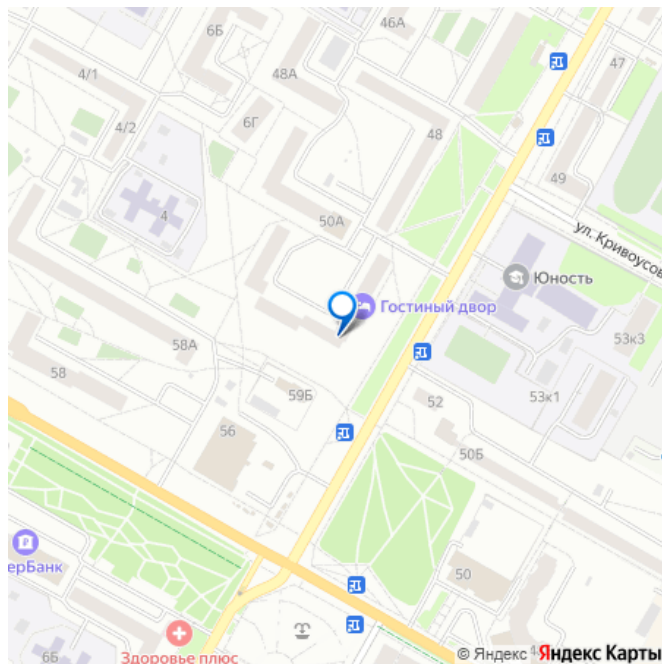 46А
6Б
47
4/1
48А
4/2
6Г
48
49
4
50А
ул. Кривоусов
Юность
Гостиный двор
53к3
58А
58
59Б
52
53к1
56
50Б
50
ерБанк
6Б
Здоровье плюс
© Яндекс
Яндекс Карты